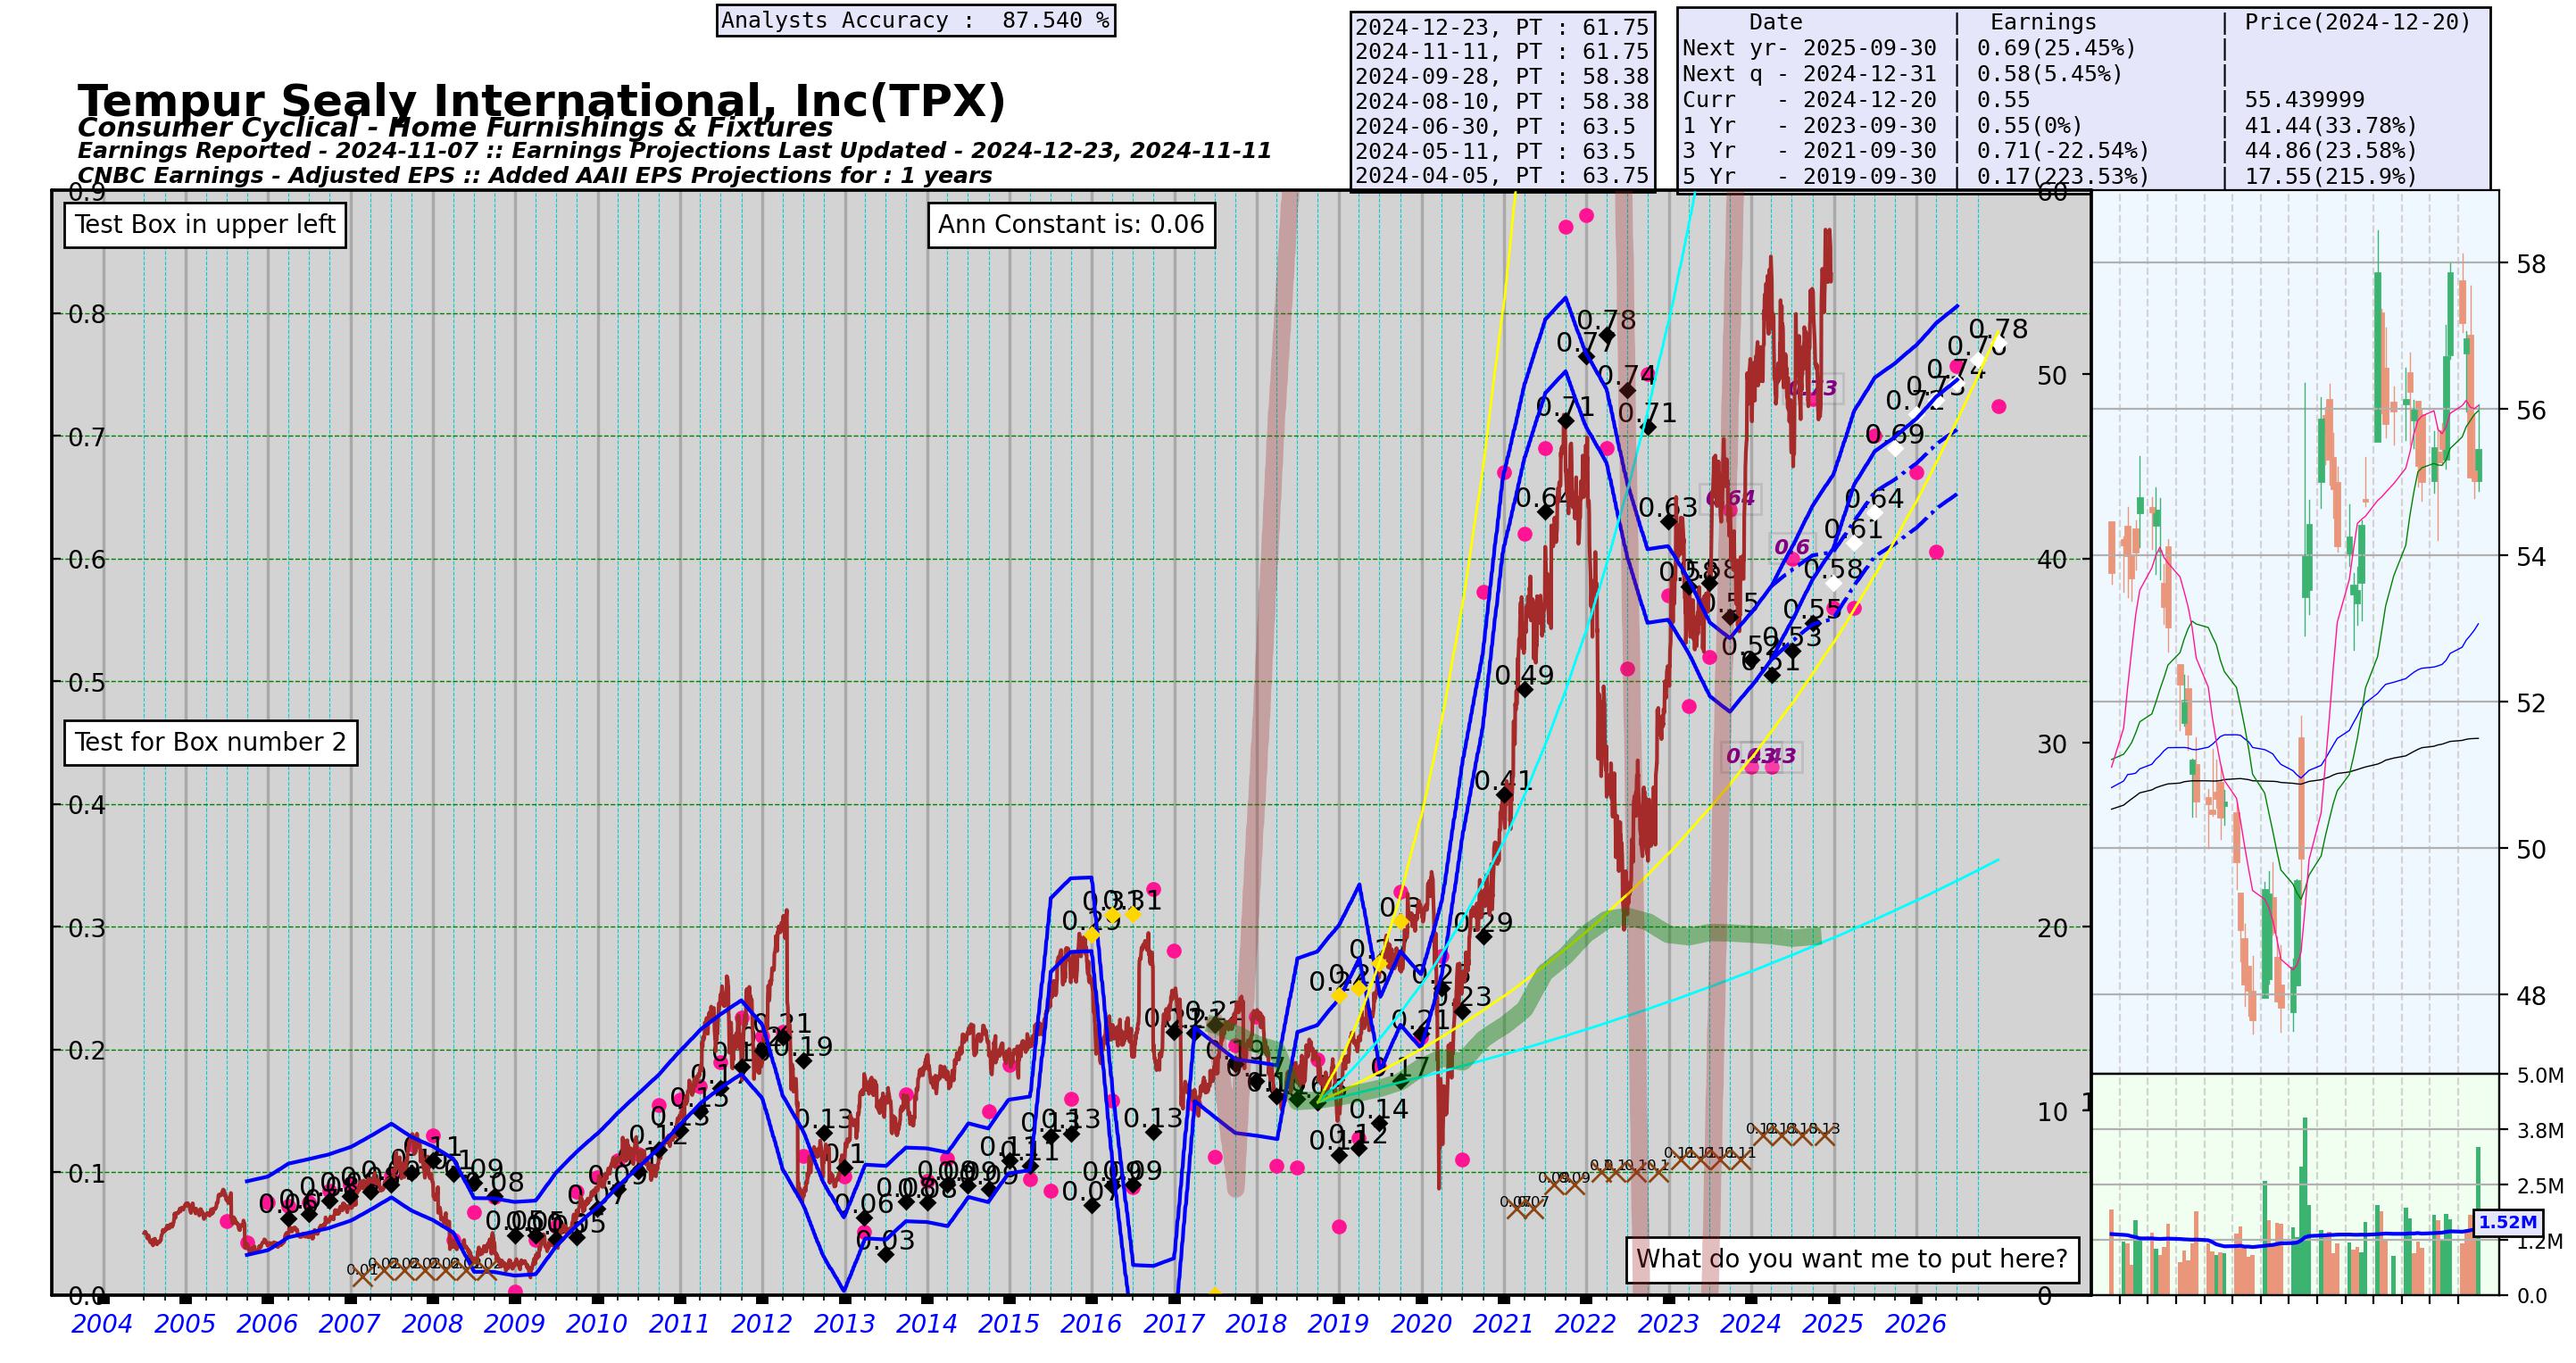 Analysts Accuracy :  87.540 %
2024-12-23, PT : 61.75
2024-11-11, PT : 61.75
2024-09-28, PT : 58.38
2024-08-10, PT : 58.38
2024-06-30, PT : 63.5
2024-05-11, PT : 63.5
2024-04-05, PT : 63.75
Date | Earnings | Price(2024-12-20)
Next yr- 2025-09-30 | 0.69(25.45%) |
Next q - 2024-12-31 | 0.58(5.45%) |
Curr - 2024-12-20 | 0.55 | 55.439999
1 Yr - 2023-09-30 | 0.55(0%) | 41.44(33.78%)
3 Yr - 2021-09-30 | 0.71(-22.54%) | 44.86(23.58%)
5 Yr - 2019-09-30 | 0.17(223.53%) | 17.55(215.9%)
Tempur Sealy International, Inc(TPX)
Consumer Cyclical - Home Furnishings & Fixtures
Earnings Reported - 2024-11-07 :: Earnings Projections Last Updated - 2024-12-23, 2024-11-11
CNBC Earnings - Adjusted EPS :: Added AAII EPS Projections for : 1 years
Test Box in upper left
Ann Constant is: 0.06
Test for Box number 2
What do you want me to put here?
0.9
0.8
0.7
0.6
0.5
0.4
0.3
0.2
0.1
0.0
60
50
40
30
20
10
0
58
56
54
52
50
48
5.0M
3.8M
2.5M
1.52M
1.2M
0.0
0.78
0.77
0.74
0.71
0.71
0.64
0.63
0.49
0.41
0.29
0.23
0.21
0.17
0.14
0.12
0.19
0.13
0.1
0.06
0.03
0.13
0.09
0.55
0.53
0.51
0.58
0.61
0.64
0.69
0.78
0.73
0.64
0.6
2004 2005 2006 2007 2008 2009 2010 2011 2012 2013 2014 2015 2016 2017 2018 2019 2020 2021 2022 2023 2024 2025 2026